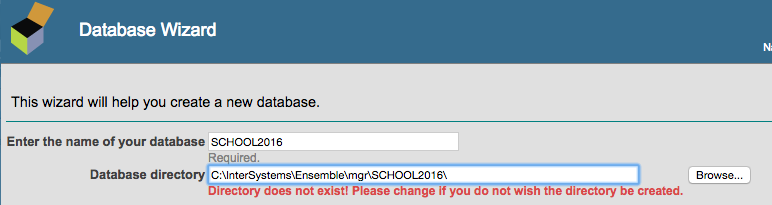 Database Wizard
Na
This wizard will help you create a new database.
Enter the name of your database SCHOOL2016
Required.
Database directory C:\InterSystems\Ensemble\mgr\SCHOOL2016\ Browse...
Directory does not exist! Please change if you do not wish the directory be created.